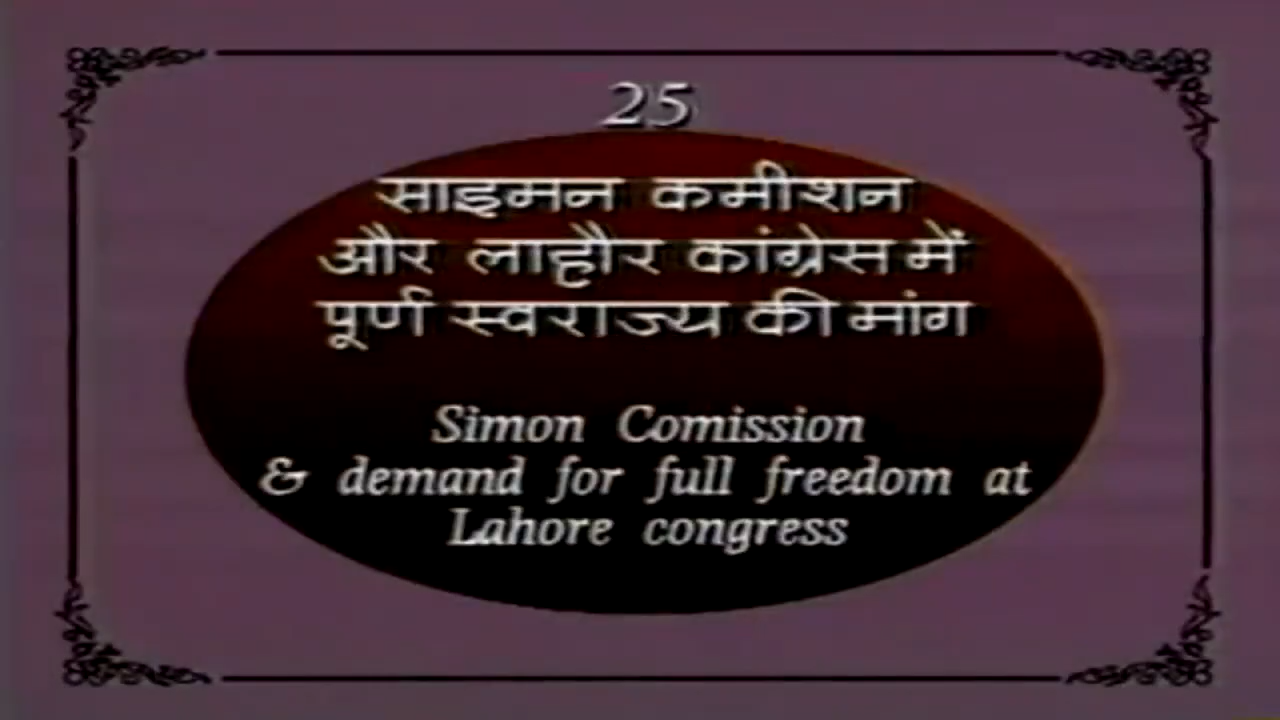 25
साइमन कमीशन
और लाहौर कांग्रेस में
पूर्ण स्वराज्य की मांग
Simon Comission
& demand for full freedom at
Lahore congress